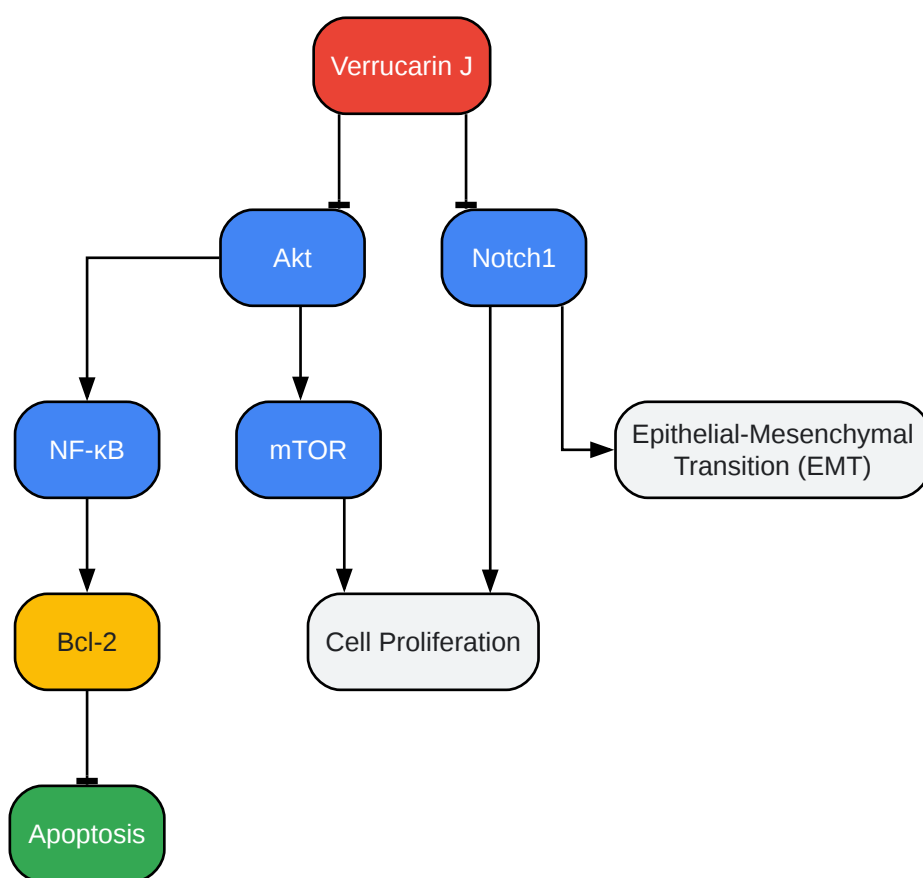 Verrucarin J
Akt
Notch1
NF-κB
mTOR
Epithelial-Mesenchymal
Transition (EMT)
Bcl-2
Cell Proliferation
Apoptosis